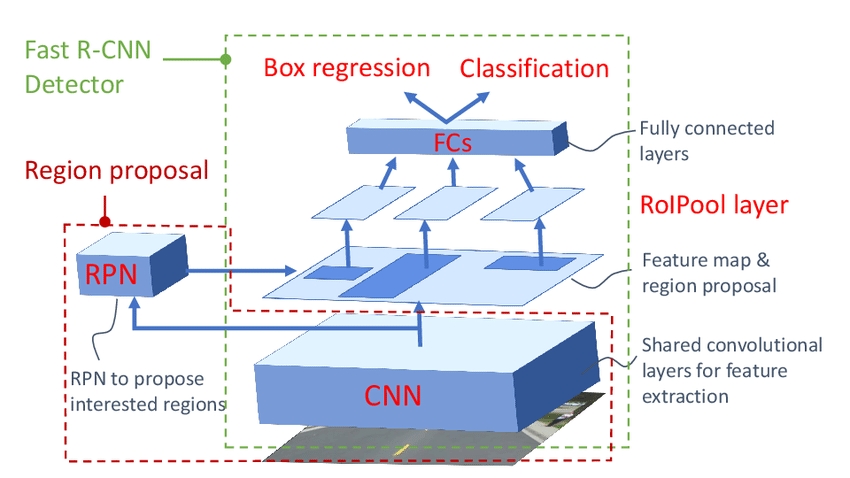 Fast R-CNN
Detector
Box regression
Classification
FCs
Fully connected
layers
Region proposal
RoIPool layer
RPN
Feature map &
region proposal
RPN to propose
interested regions
CNN
Shared convolutional
layers for feature
extraction